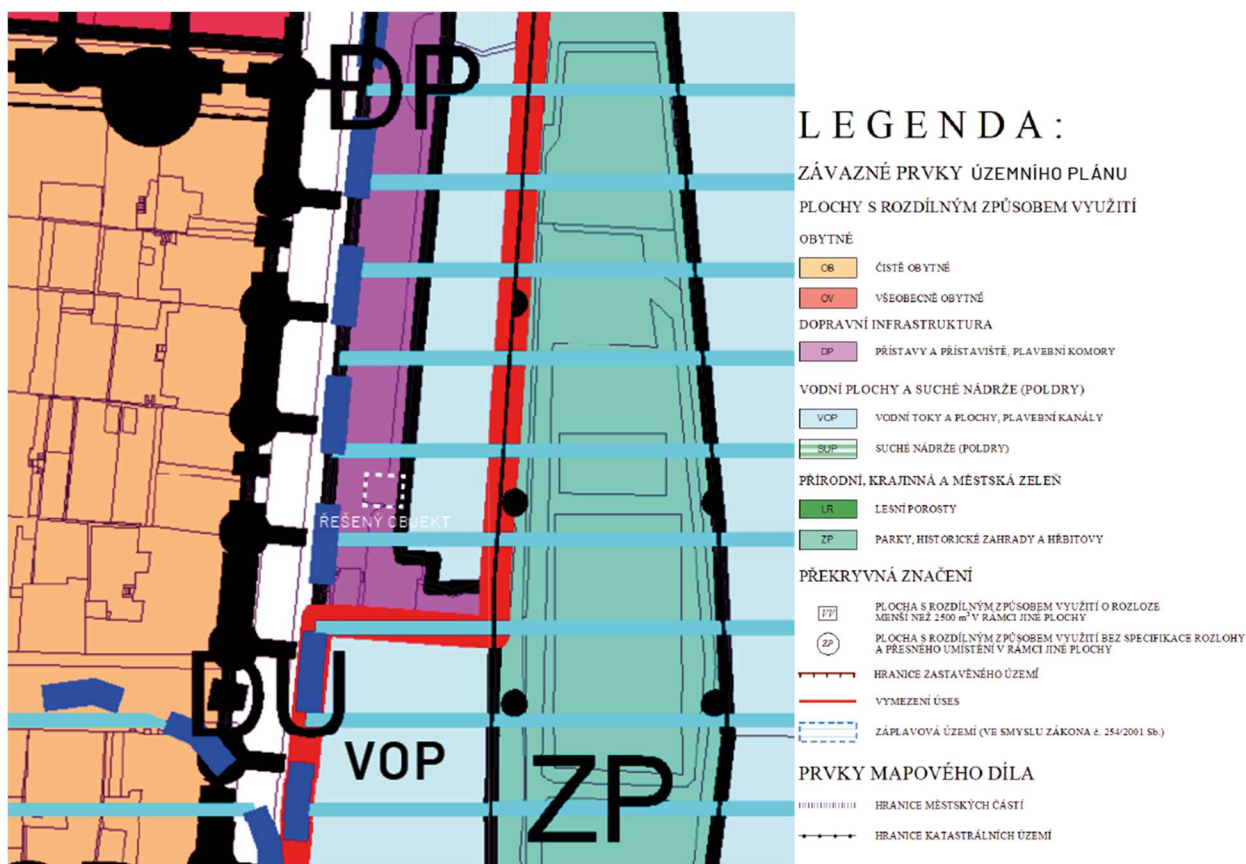 DP
ŘEŠENÝ OBJEKT
DU
VOP
ZP
LEGENDA:
ZÁVAZNÉ PRVKY ÚZEMNÍHO PLÁNU
PLOCHY S ROZDÍLNÝM ZPŮSOBEM VYUŽITÍ
OBYTNÉ
OB ČISTĚ OBYTNÉ
OV VŠEOBECNĚ OBYTNÉ
DOPRAVNÍ INFRASTRUKTURA
DP PŘÍSTAVY A PŘÍSTAVIŠTĚ, PLAVEBNÍ KOMORY
VODNÍ PLOCHY A SUCHÉ NÁDRŽE (POLDRY)
VOP VODNÍ TOKY A PLOCHY, PLAVEBNÍ KANÁLY
SUP SUCHÉ NÁDRŽE (POLDRY)
PŘÍRODNÍ, KRAJINNÁ A MĚSTSKÁ ZELEŇ
LR LESNÍ POROSTY
ZP PARKY, HISTORICKÉ ZAHRADY A HŘBITOVY
PŘEKRYVNÁ ZNAČENÍ
VV PLOCHA S ROZDÍLNÝM ZPŮSOBEM VYUŽITÍ O ROZLOZE
MENŠÍ NEŽ 2500 m² V RÁMCI JINÉ PLOCHY
ZP PLOCHA S ROZDÍLNÝM ZPŮSOBEM VYUŽITÍ BEZ SPECIFIKACE ROZLOHY
A PŘESNÉHO UMÍSTĚNÍ V RÁMCI JINÉ PLOCHY
HRANICE ZASTAVĚNÉHO ÚZEMÍ
VYMEZENÍ ÚSES
ZÁPLAVOVÁ ÚZEMÍ (VE SMYSLU ZÁKONA č. 254/2001 Sb.)
PRVKY MAPOVÉHO DÍLA
HRANICE MĚSTSKÝCH ČÁSTÍ
HRANICE KATASTRÁLNÍCH ÚZEMÍ